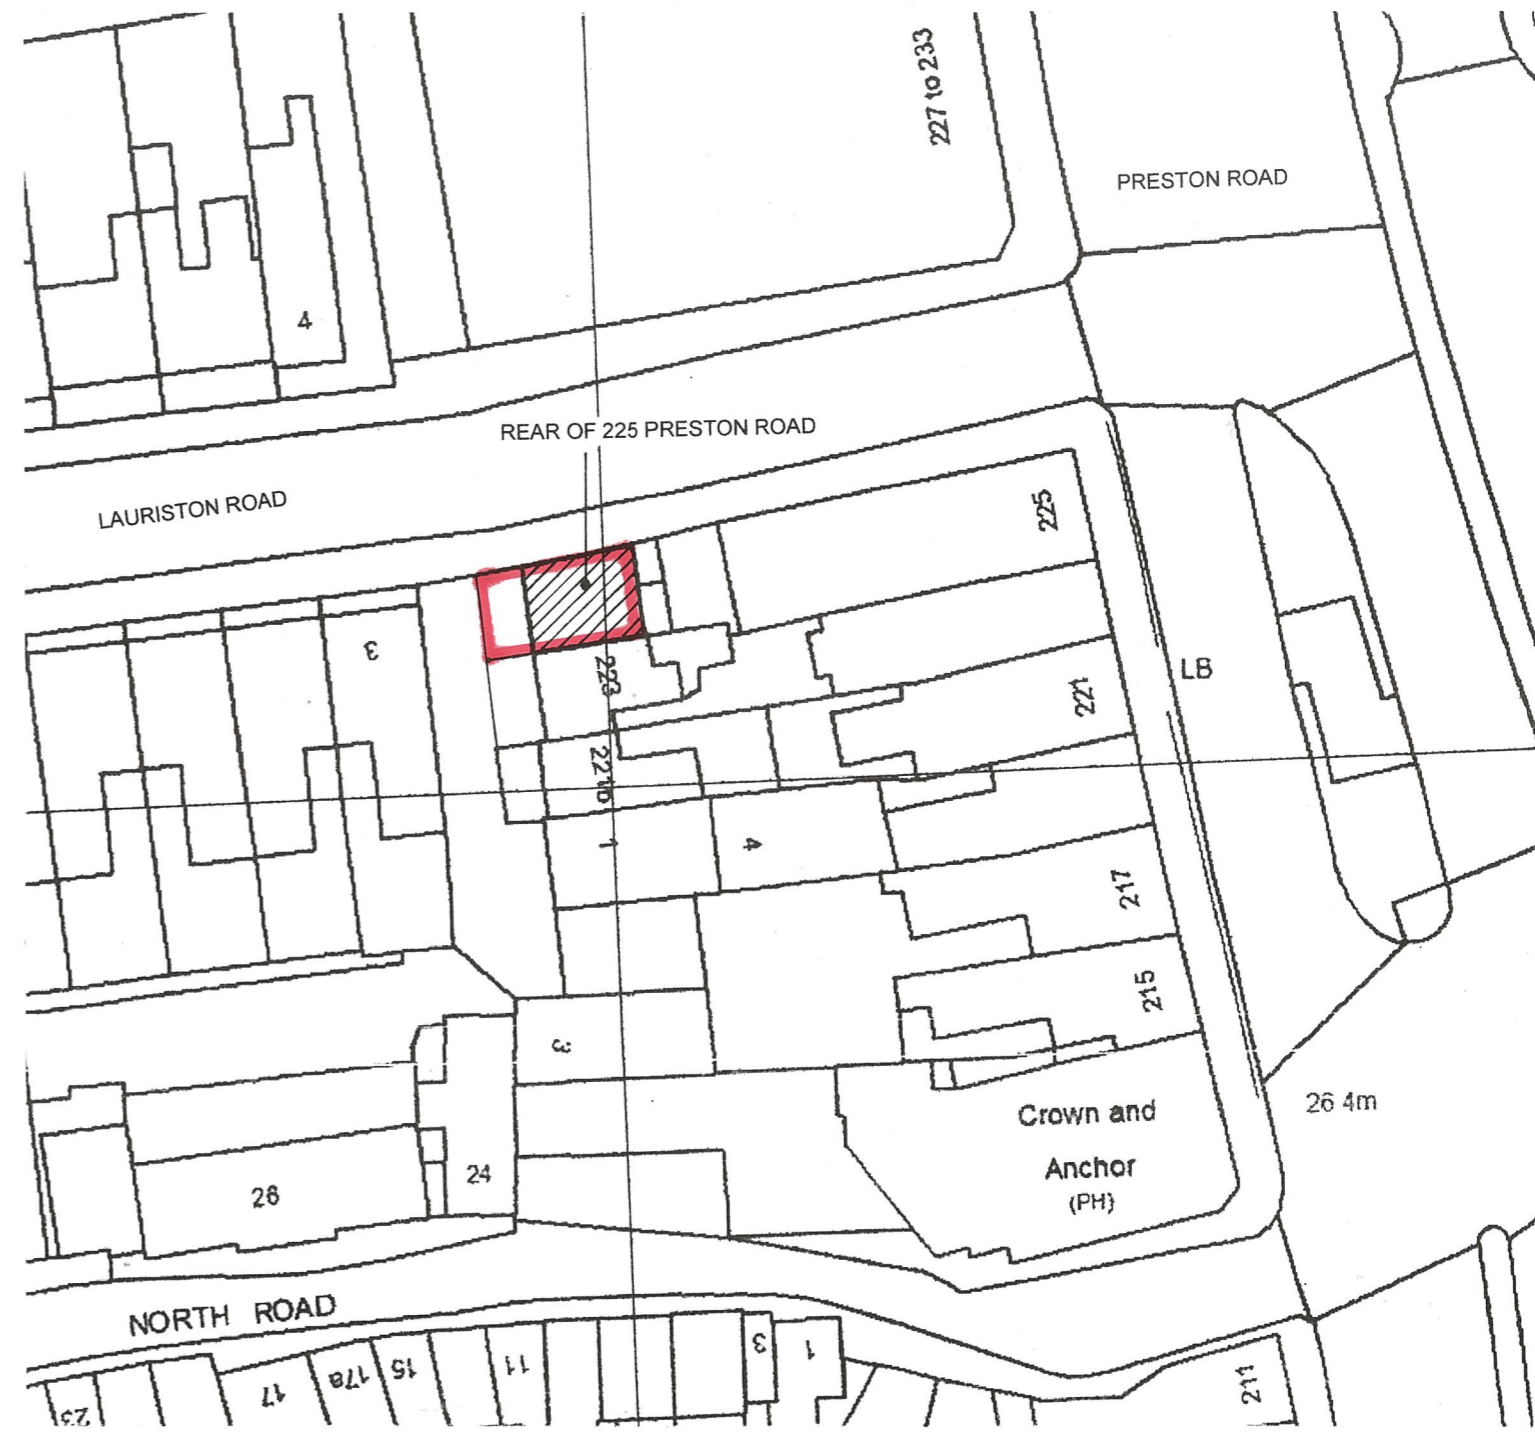 227 to 233
PRESTON ROAD
4
REAR OF 225 PRESTON ROAD
LAURISTON ROAD
225
3
223
LB
221
221b
1
4
217
215
3
Crown and
Anchor
(PH)
26 4m
24
26
NORTH ROAD
23
17
17a
15
11
3
1
211